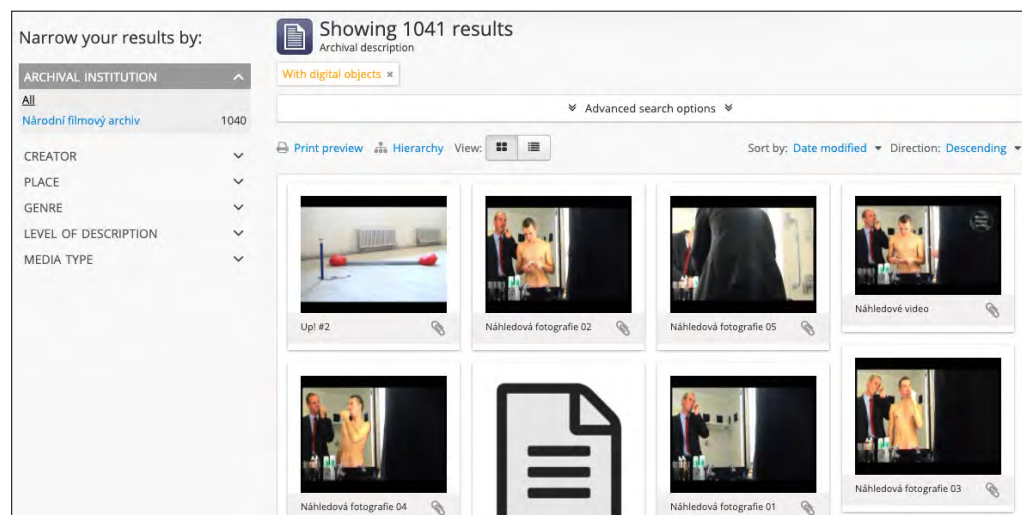 Narrow your results by:
ARCHIVAL INSTITUTION
All
Národní filmový archiv 1040
CREATOR
PLACE
GENRE
LEVEL OF DESCRIPTION
MEDIA TYPE
Showing 1041 results
Archival description
With digital objects ×
Advanced search options
Print preview Hierarchy View:
Sort by: Date modified Direction: Descending
Up! #2
Náhledová fotografie 02
Náhledová fotografie 05
Náhledové video
Náhledová fotografie 04
Náhledová fotografie 01
Náhledová fotografie 03